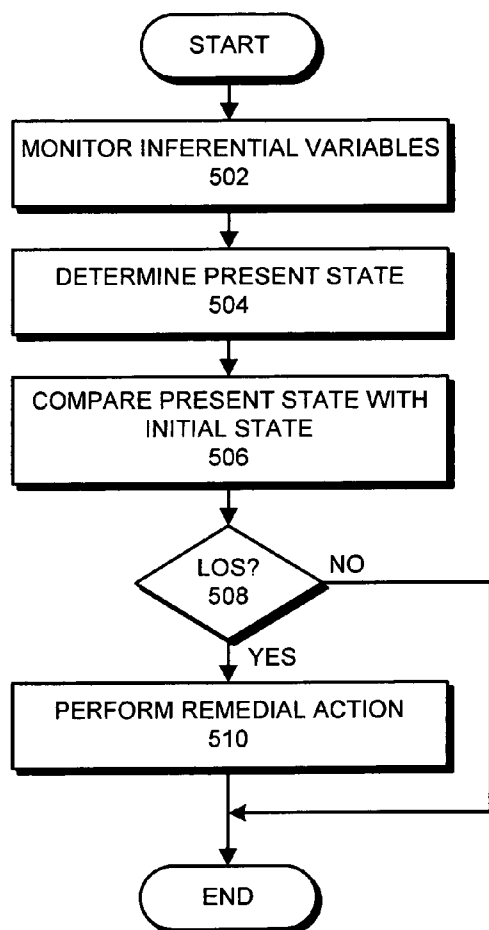 START
MONITOR INFERENTIAL VARIABLES
502
DETERMINE PRESENT STATE
504
COMPARE PRESENT STATE WITH
INITIAL STATE
506
LOS?
508
NO
YES
PERFORM REMEDIAL ACTION
510
END